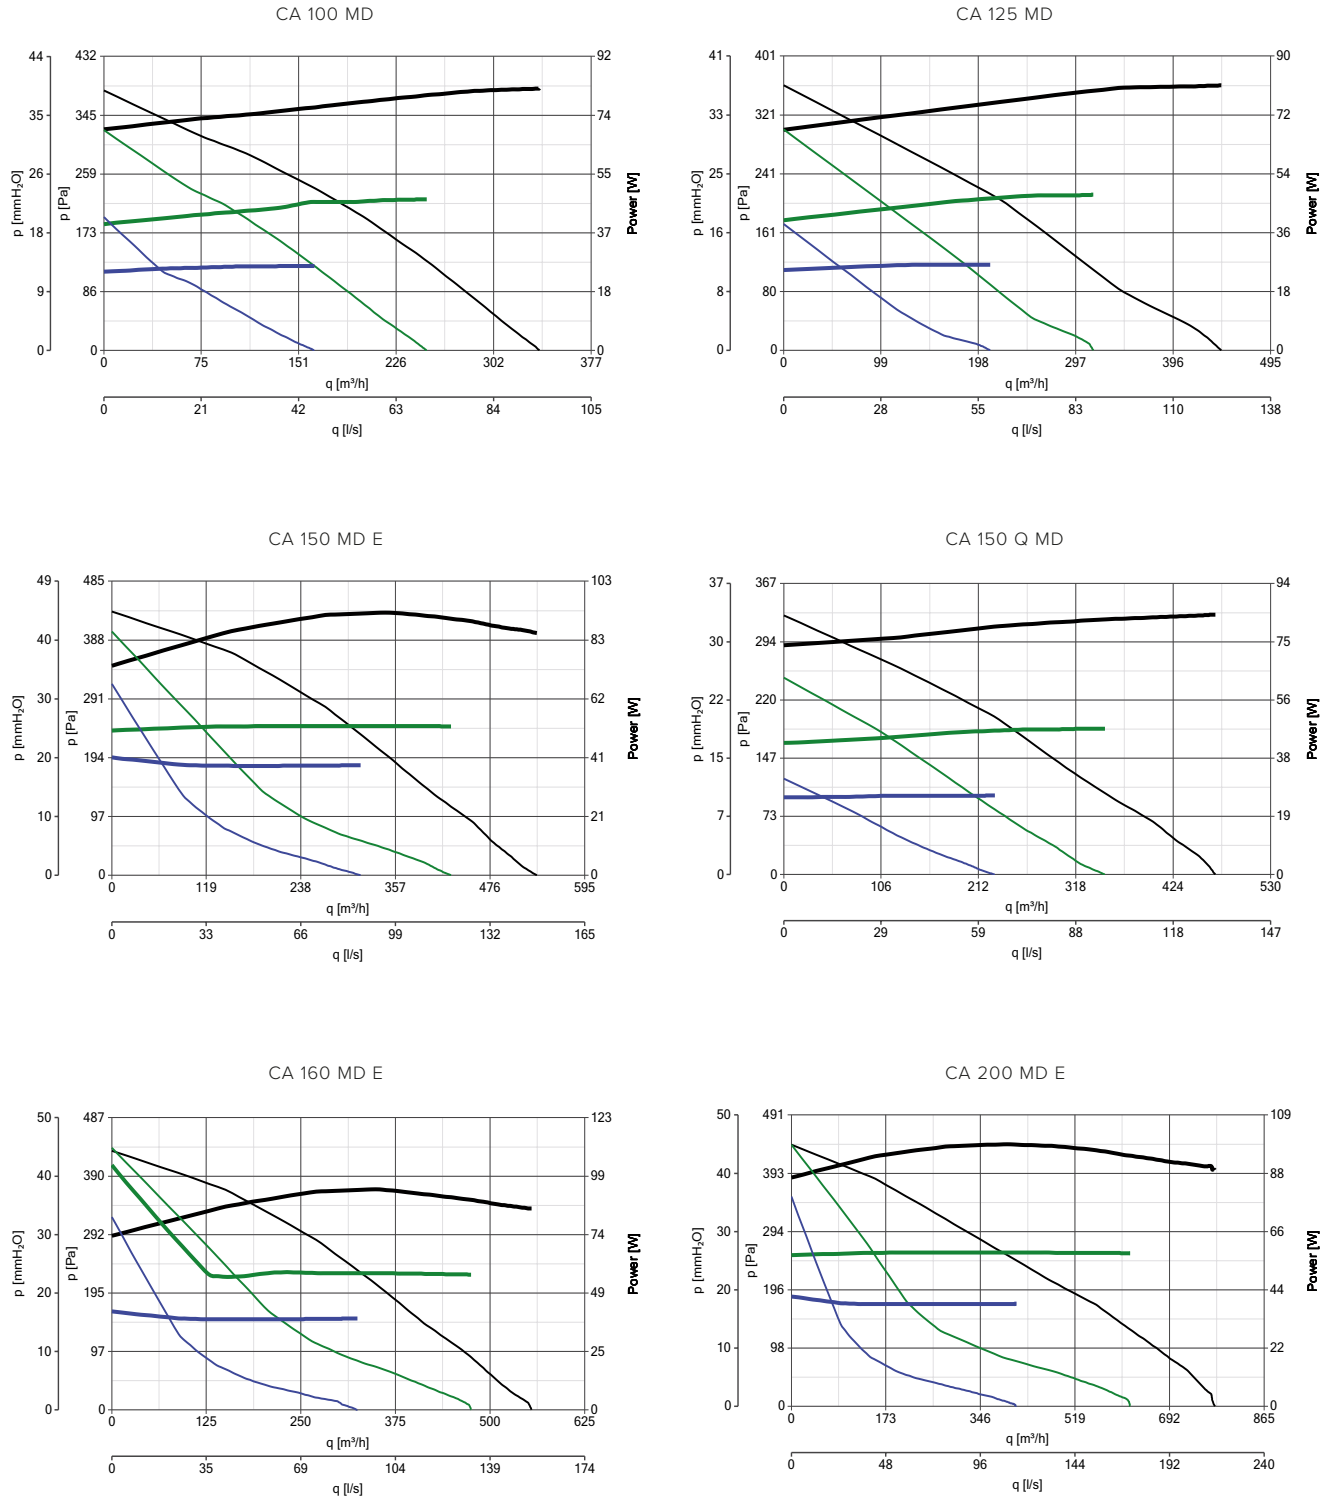 CA 100 MD
44 432 92
35 345 74
26 259 55
18 173 37
9 86 18
0 0 0
p [mmH₂O] p [Pa] Power [W]
0 75 151 226 302 377
q [m³/h]
0 21 42 63 84 105
q [l/s]
CA 125 MD
41 401 90
33 321 72
25 241 54
16 161 36
8 80 18
0 0 0
p [mmH₂O] p [Pa] Power [W]
0 99 198 297 396 495
q [m³/h]
0 28 55 83 110 138
q [l/s]
CA 150 MD E
49 485 103
40 388 83
30 291 62
20 194 41
10 97 21
0 0 0
p [mmH₂O] p [Pa] Power [W]
0 119 238 357 476 595
q [m³/h]
0 33 66 99 132 165
q [l/s]
CA 150 Q MD
37 367 94
30 294 75
22 220 56
15 147 38
7 73 19
0 0 0
p [mmH₂O] p [Pa] Power [W]
0 106 212 318 424 530
q [m³/h]
0 29 59 88 118 147
q [l/s]
CA 160 MD E
50 487 123
40 390 99
30 292 74
20 195 49
10 97 25
0 0 0
p [mmH₂O] p [Pa] Power [W]
0 125 250 375 500 625
q [m³/h]
0 35 69 104 139 174
q [l/s]
CA 200 MD E
50 491 109
40 393 88
30 294 66
20 196 44
10 98 22
0 0 0
p [mmH₂O] p [Pa] Power [W]
0 173 346 519 692 865
q [m³/h]
0 48 96 144 192 240
q [l/s]